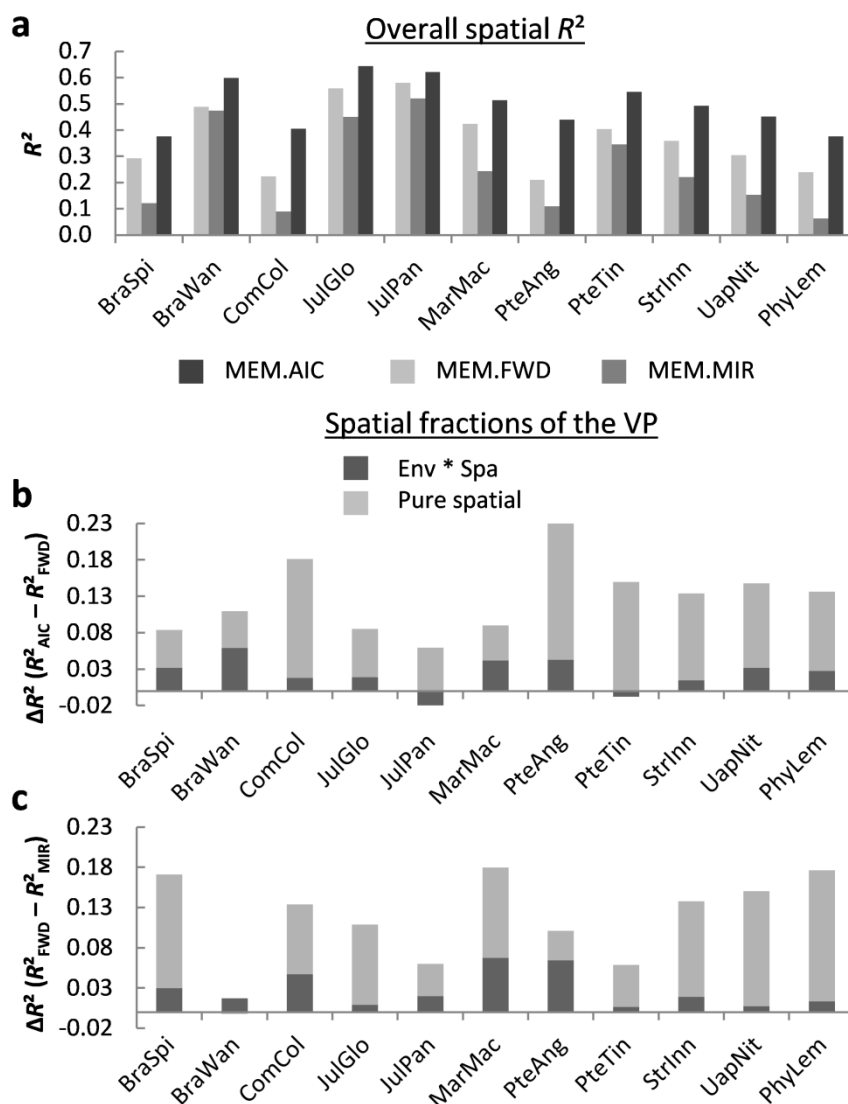 a
Overall spatial R²
R²
0.7
0.6
0.5
0.4
0.3
0.2
0.1
0.0
BraSpi
BraWan
ComCol
JulGlo
JulPan
MarMac
PteAng
PteTin
StrInn
UapNit
PhyLem
MEM.AIC MEM.FWD MEM.MIR
Spatial fractions of the VP
Env * Spa
Pure spatial
b
ΔR² (R²AIC – R²FWD)
0.23
0.18
0.13
0.08
0.03
-0.02
BraSpi
BraWan
ComCol
JulGlo
JulPan
MarMac
PteAng
PteTin
StrInn
UapNit
PhyLem
c
ΔR² (R²FWD – R²MIR)
0.23
0.18
0.13
0.08
0.03
-0.02
BraSpi
BraWan
ComCol
JulGlo
JulPan
MarMac
PteAng
PteTin
StrInn
UapNit
PhyLem